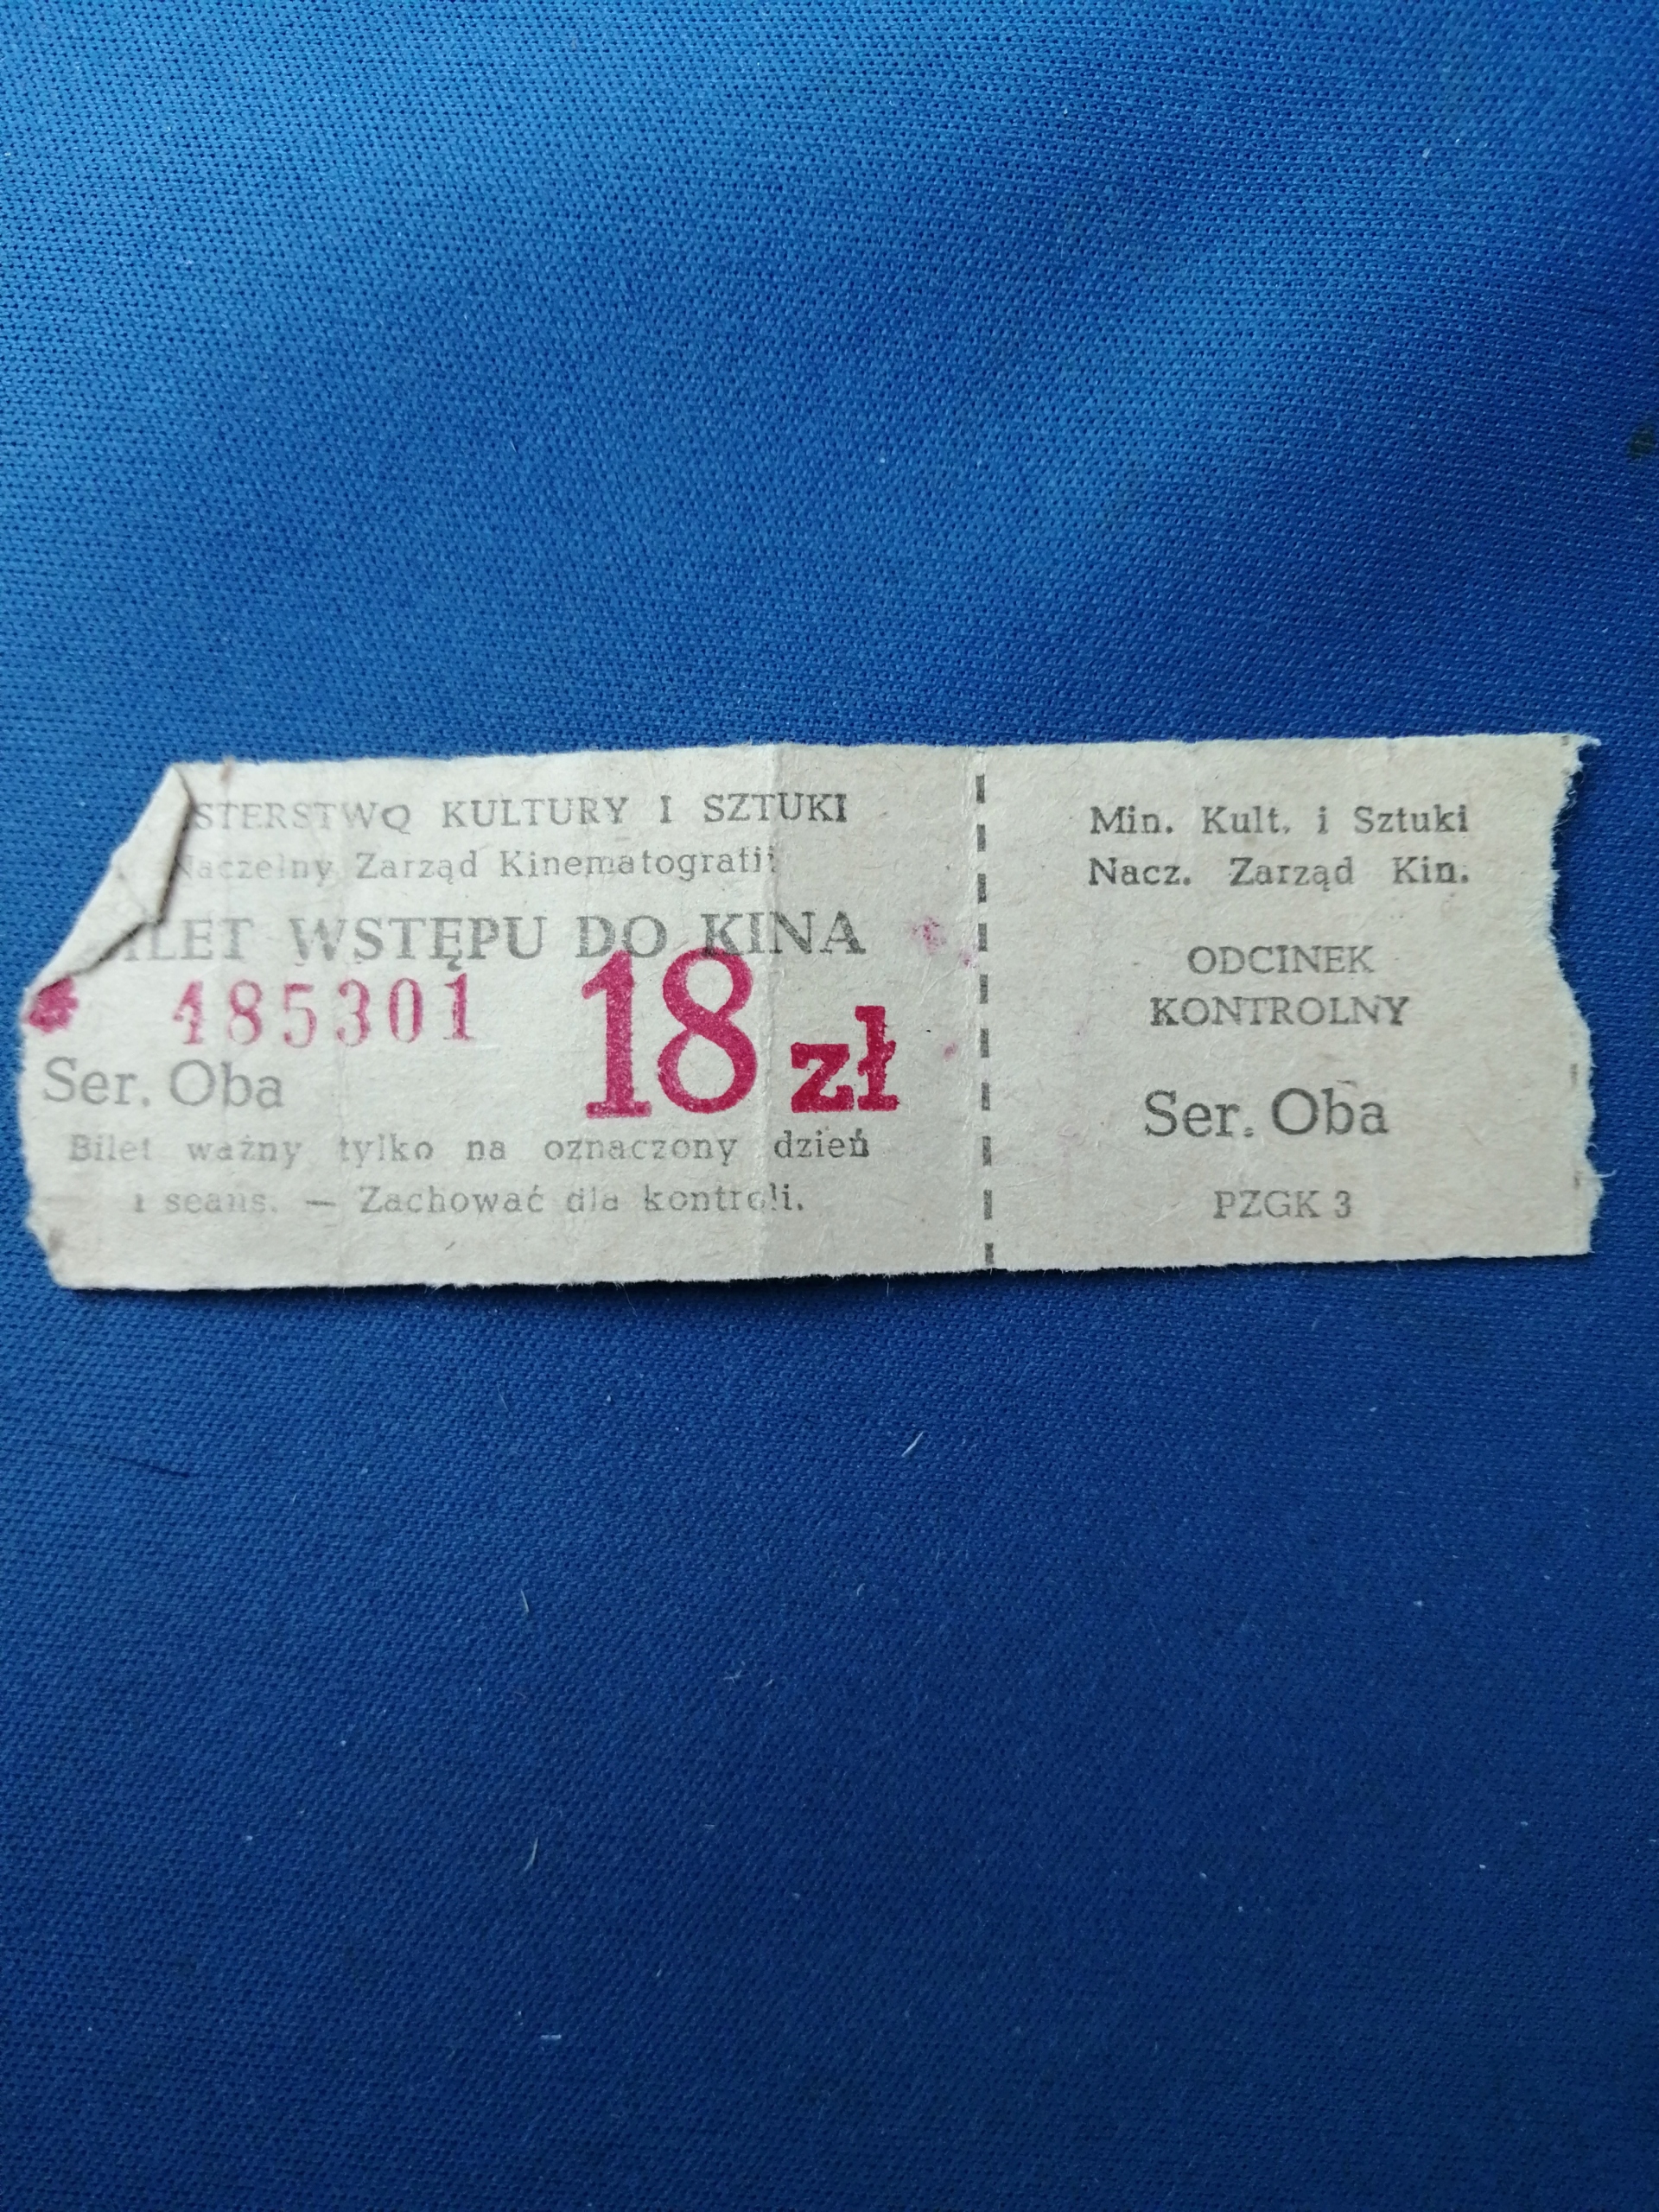 STERSTWO KULTURY I SZTUKI
Naczelny Zarząd Kinematografii
BILET WSTĘPU DO KINA
485301 18 zł
Ser. Oba
Bilet ważny tylko na oznaczony dzień
i seans. — Zachować dla kontroli.
Min. Kult. i Sztuki
Nacz. Zarząd Kin.
ODCINEK
KONTROLNY
Ser. Oba
PZGK 3